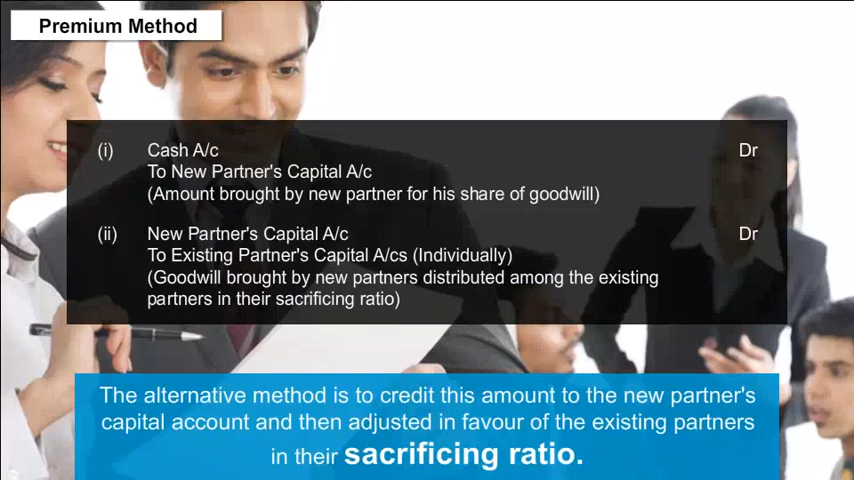 Premium Method
(i) Cash A/c Dr
To New Partner's Capital A/c
(Amount brought by new partner for his share of goodwill)
(ii) New Partner's Capital A/c Dr
To Existing Partner's Capital A/cs (Individually)
(Goodwill brought by new partners distributed among the existing
partners in their sacrificing ratio)
The alternative method is to credit this amount to the new partner's
capital account and then adjusted in favour of the existing partners
in their sacrificing ratio.